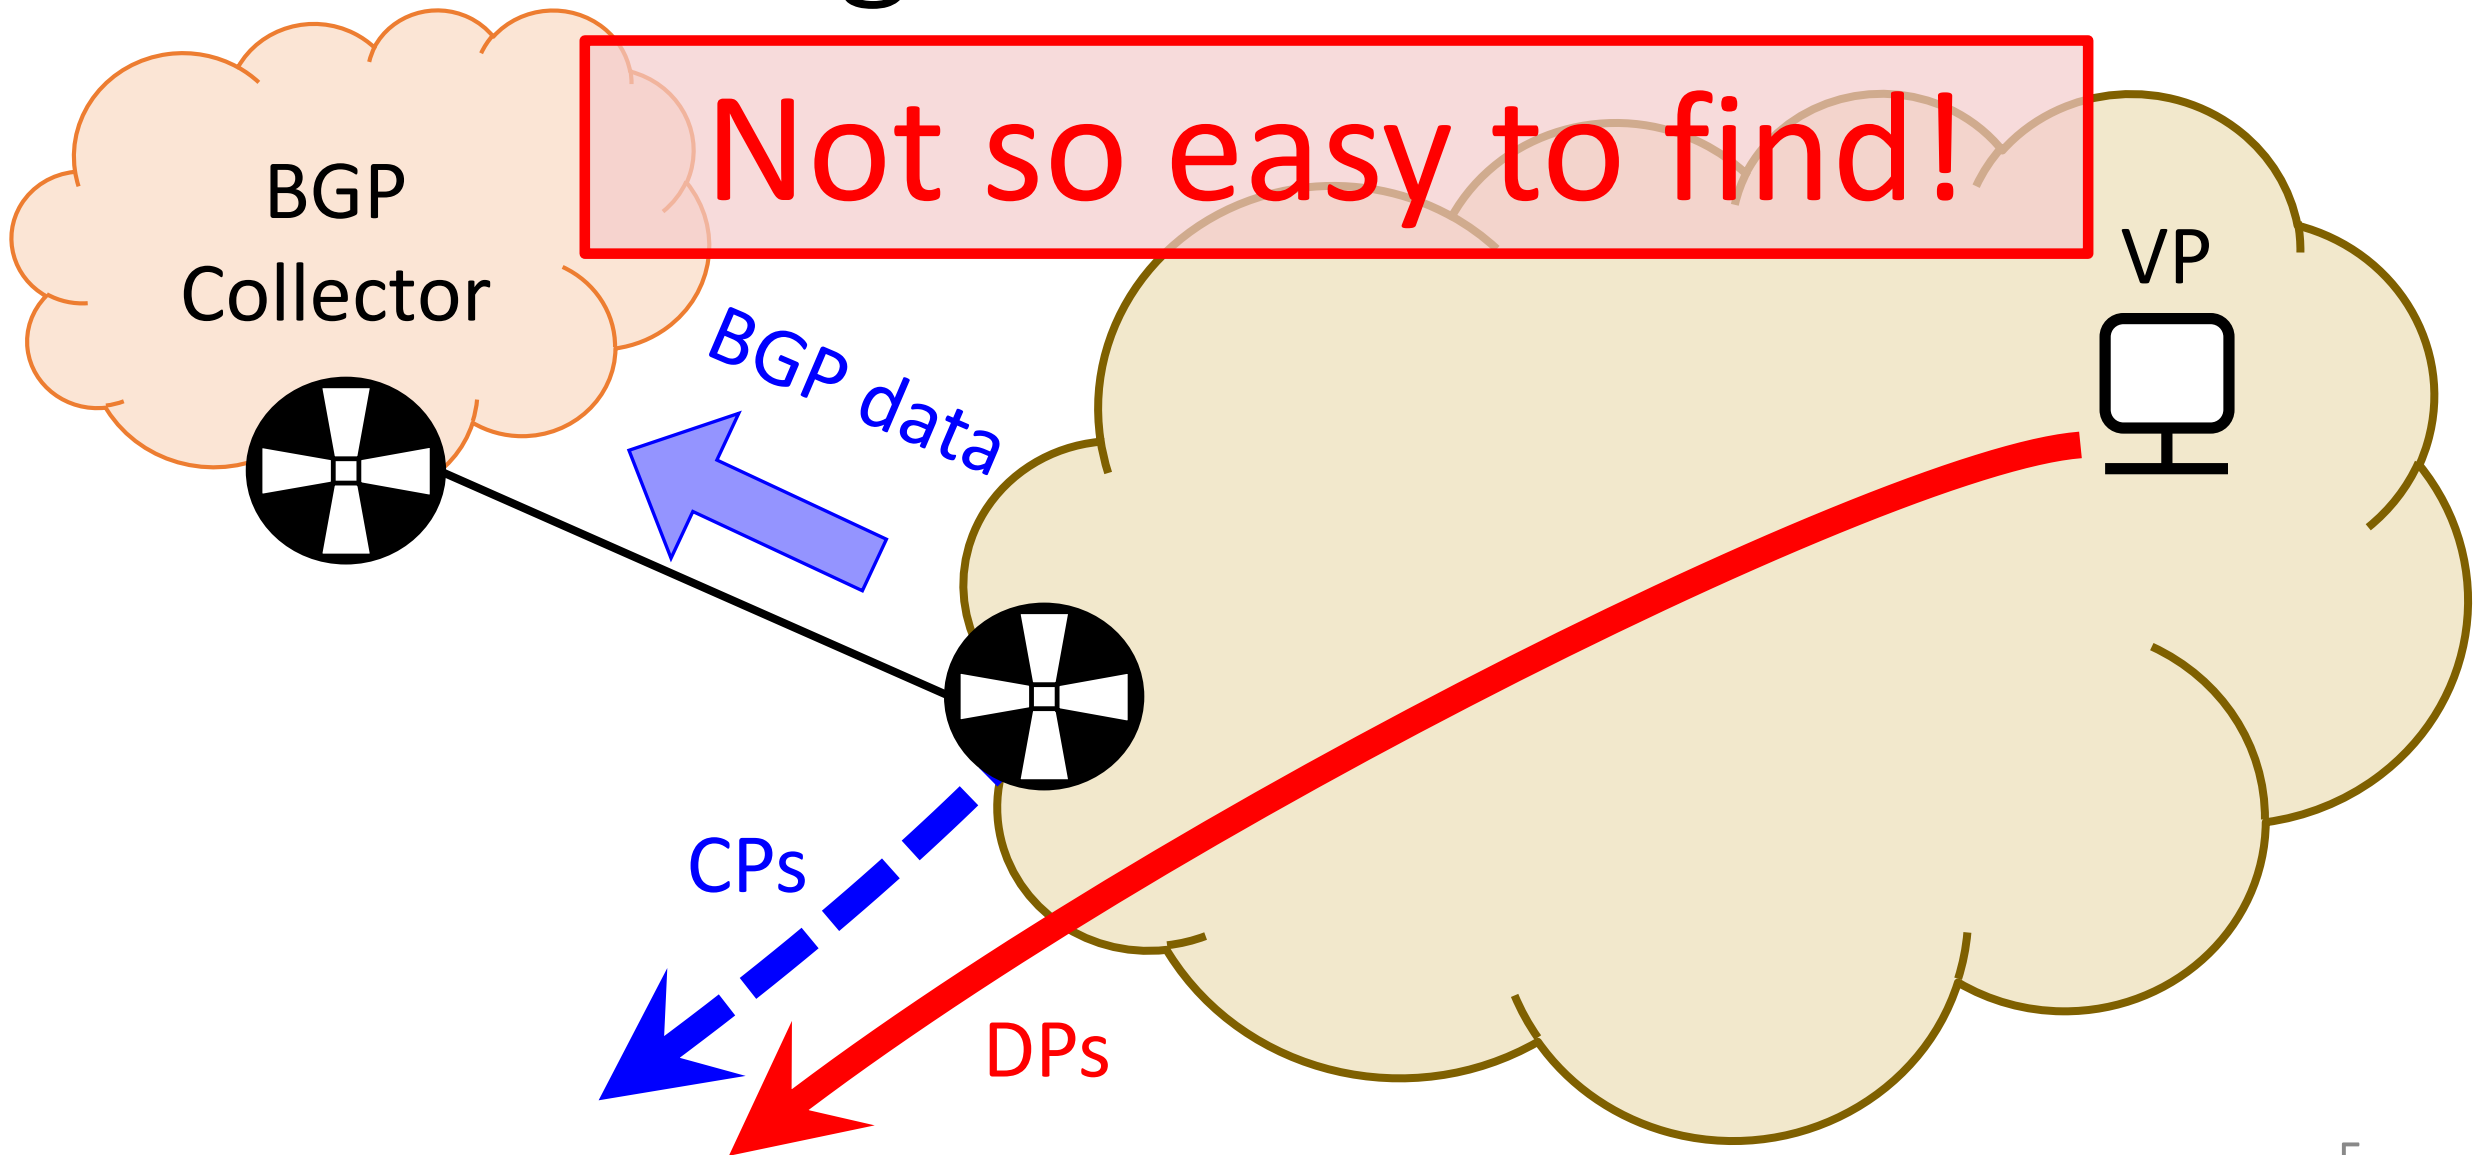 Not so easy to find!
BGP
Collector
VP
BGP data
CPs
DPs